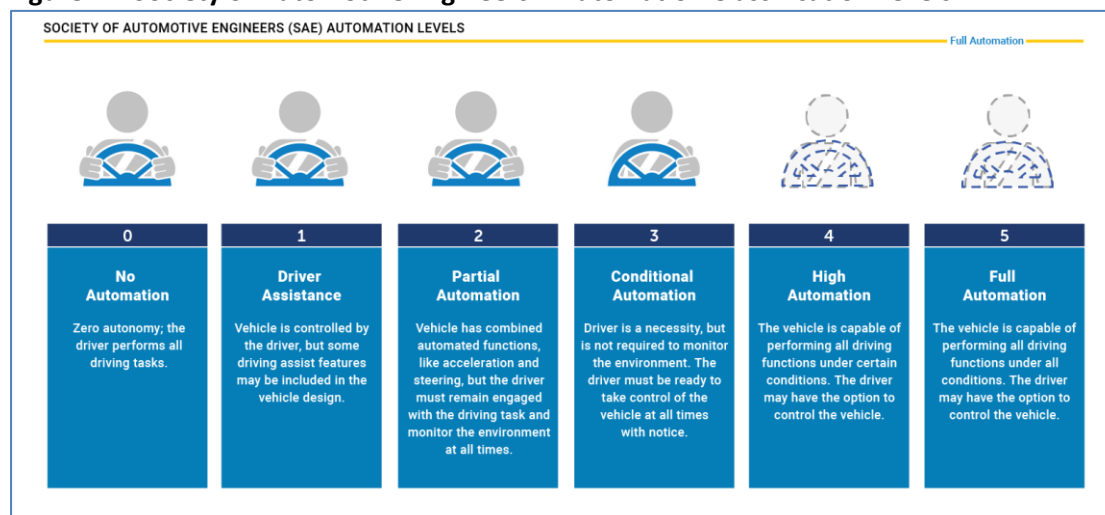 SOCIETY OF AUTOMOTIVE ENGINEERS (SAE) AUTOMATION LEVELS
Full Automation
0
No
Automation
Zero autonomy; the
driver performs all
driving tasks.
1
Driver
Assistance
Vehicle is controlled by
the driver, but some
driving assist features
may be included in the
vehicle design.
2
Partial
Automation
Vehicle has combined
automated functions,
like acceleration and
steering, but the driver
must remain engaged
with the driving task and
monitor the environment
at all times.
3
Conditional
Automation
Driver is a necessity, but
is not required to monitor
the environment. The
driver must be ready to
take control of the
vehicle at all times
with notice.
4
High
Automation
The vehicle is capable of
performing all driving
functions under certain
conditions. The driver
may have the option to
control the vehicle.
5
Full
Automation
The vehicle is capable of
performing all driving
functions under all
conditions. The driver
may have the option to
control the vehicle.